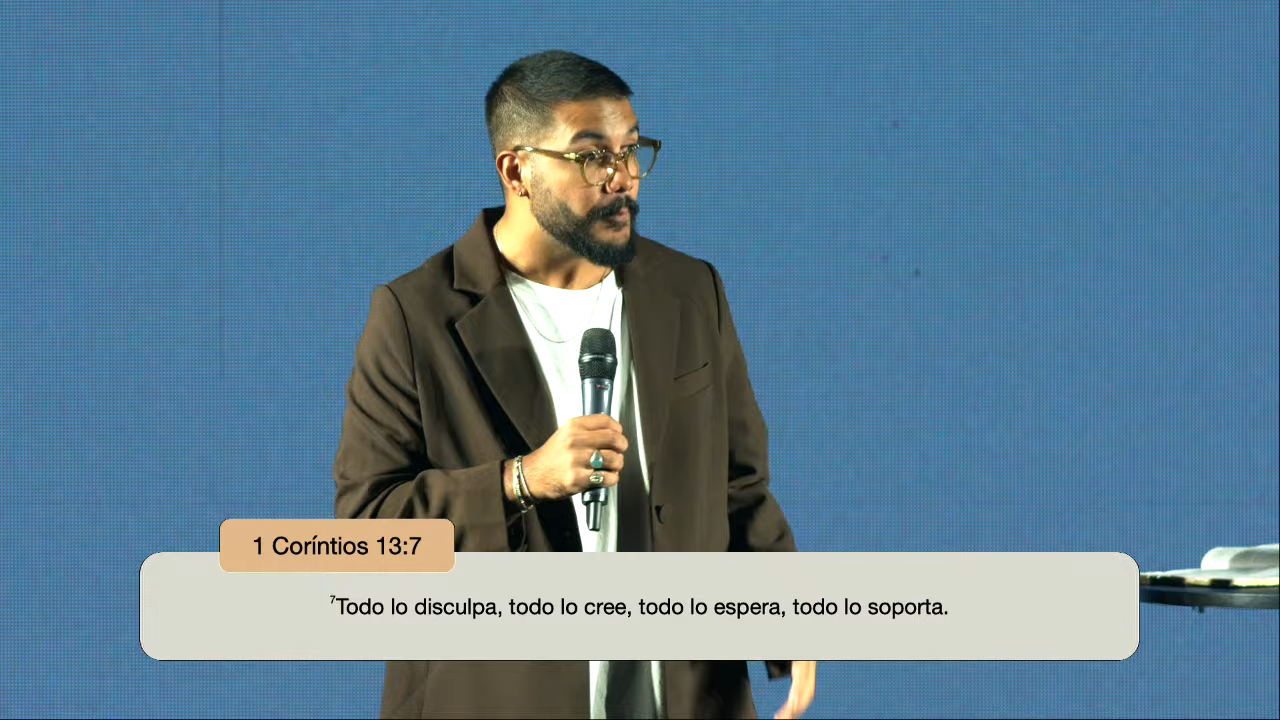 1 Coríntios 13:7
⁷Todo lo disculpa, todo lo cree, todo lo espera, todo lo soporta.